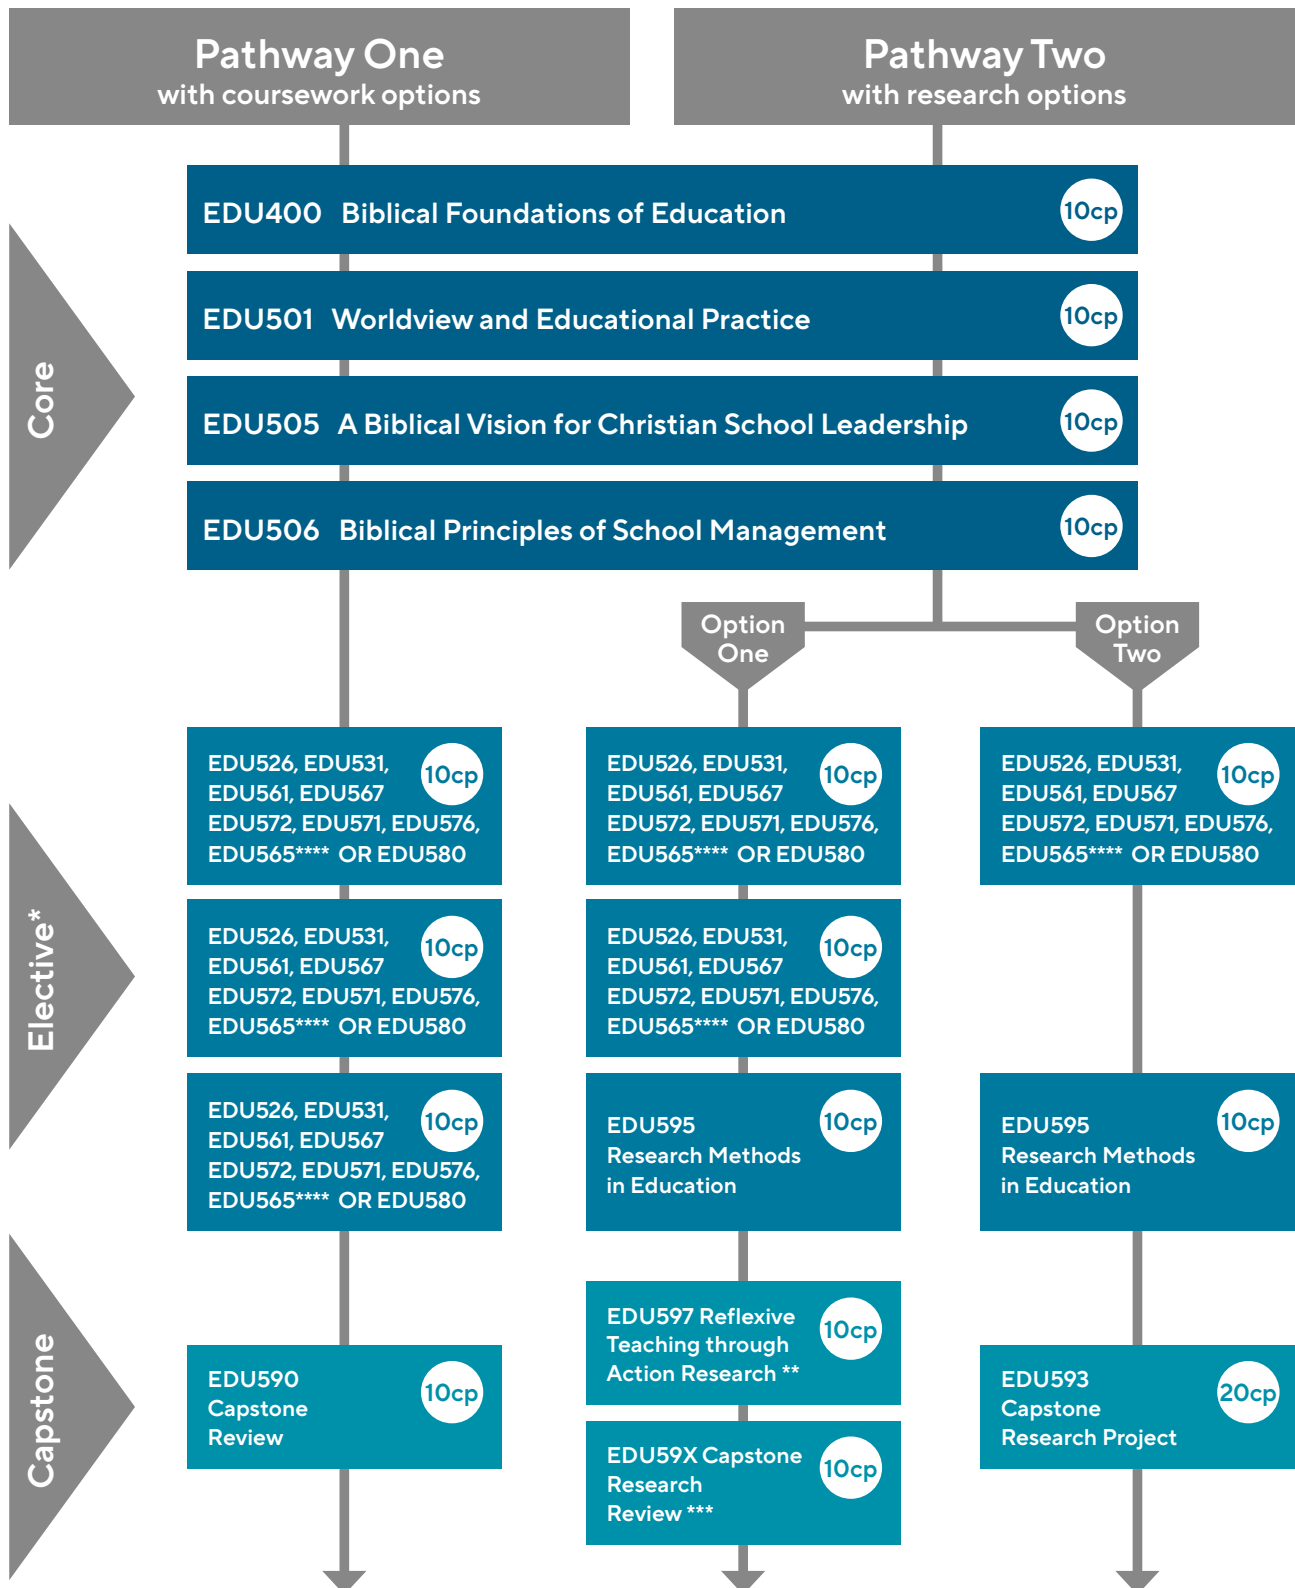 Pathway One
with coursework options
Pathway Two
with research options
Core
EDU400 Biblical Foundations of Education 10cp
EDU501 Worldview and Educational Practice 10cp
EDU505 A Biblical Vision for Christian School Leadership 10cp
EDU506 Biblical Principles of School Management 10cp
Option
One
Option
Two
Elective*
EDU526, EDU531,
EDU561, EDU567
EDU572, EDU571, EDU576,
EDU565**** OR EDU580
10cp
EDU526, EDU531,
EDU561, EDU567
EDU572, EDU571, EDU576,
EDU565**** OR EDU580
10cp
EDU526, EDU531,
EDU561, EDU567
EDU572, EDU571, EDU576,
EDU565**** OR EDU580
10cp
EDU526, EDU531,
EDU561, EDU567
EDU572, EDU571, EDU576,
EDU565**** OR EDU580
10cp
EDU526, EDU531,
EDU561, EDU567
EDU572, EDU571, EDU576,
EDU565**** OR EDU580
10cp
EDU526, EDU531,
EDU561, EDU567
EDU572, EDU571, EDU576,
EDU565**** OR EDU580
10cp
EDU595
Research Methods
in Education
10cp
EDU595
Research Methods
in Education
10cp
Capstone
EDU590
Capstone
Review
10cp
EDU597 Reflexive
Teaching through
Action Research **
10cp
EDU59X Capstone
Research
Review ***
10cp
EDU593
Capstone
Research Project
20cp